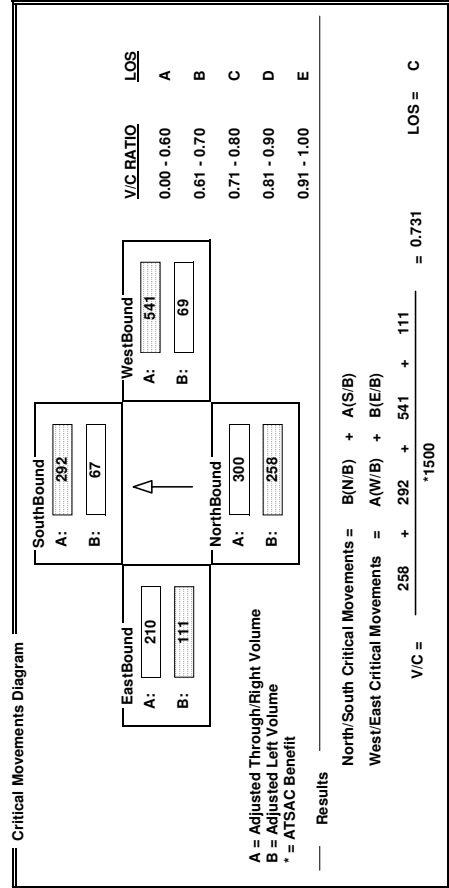 Critical Movements Diagram
SouthBound
A: 292
B: 67
EastBound
A: 210
B: 111
WestBound
A: 541
B: 69
NorthBound
A: 300
B: 258
V/C RATIO LOS
0.00 - 0.60 A
0.61 - 0.70 B
0.71 - 0.80 C
0.81 - 0.90 D
0.91 - 1.00 E
A = Adjusted Through/Right Volume
B = Adjusted Left Volume
* = ATSAC Benefit
Results
North/South Critical Movements = B(N/B) + A(S/B)
West/East Critical Movements = A(W/B) + B(E/B)
V/C = 258 + 292 + 541 + 111 = 0.731 LOS = C
*1500